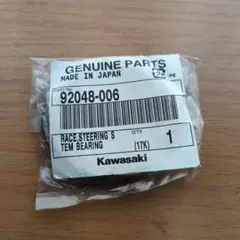 GENUINE PARTS
MADE IN JAPAN
92048-006
RACE,STEERING S QTY
TEM BEARING (17K) 1
Kawasaki